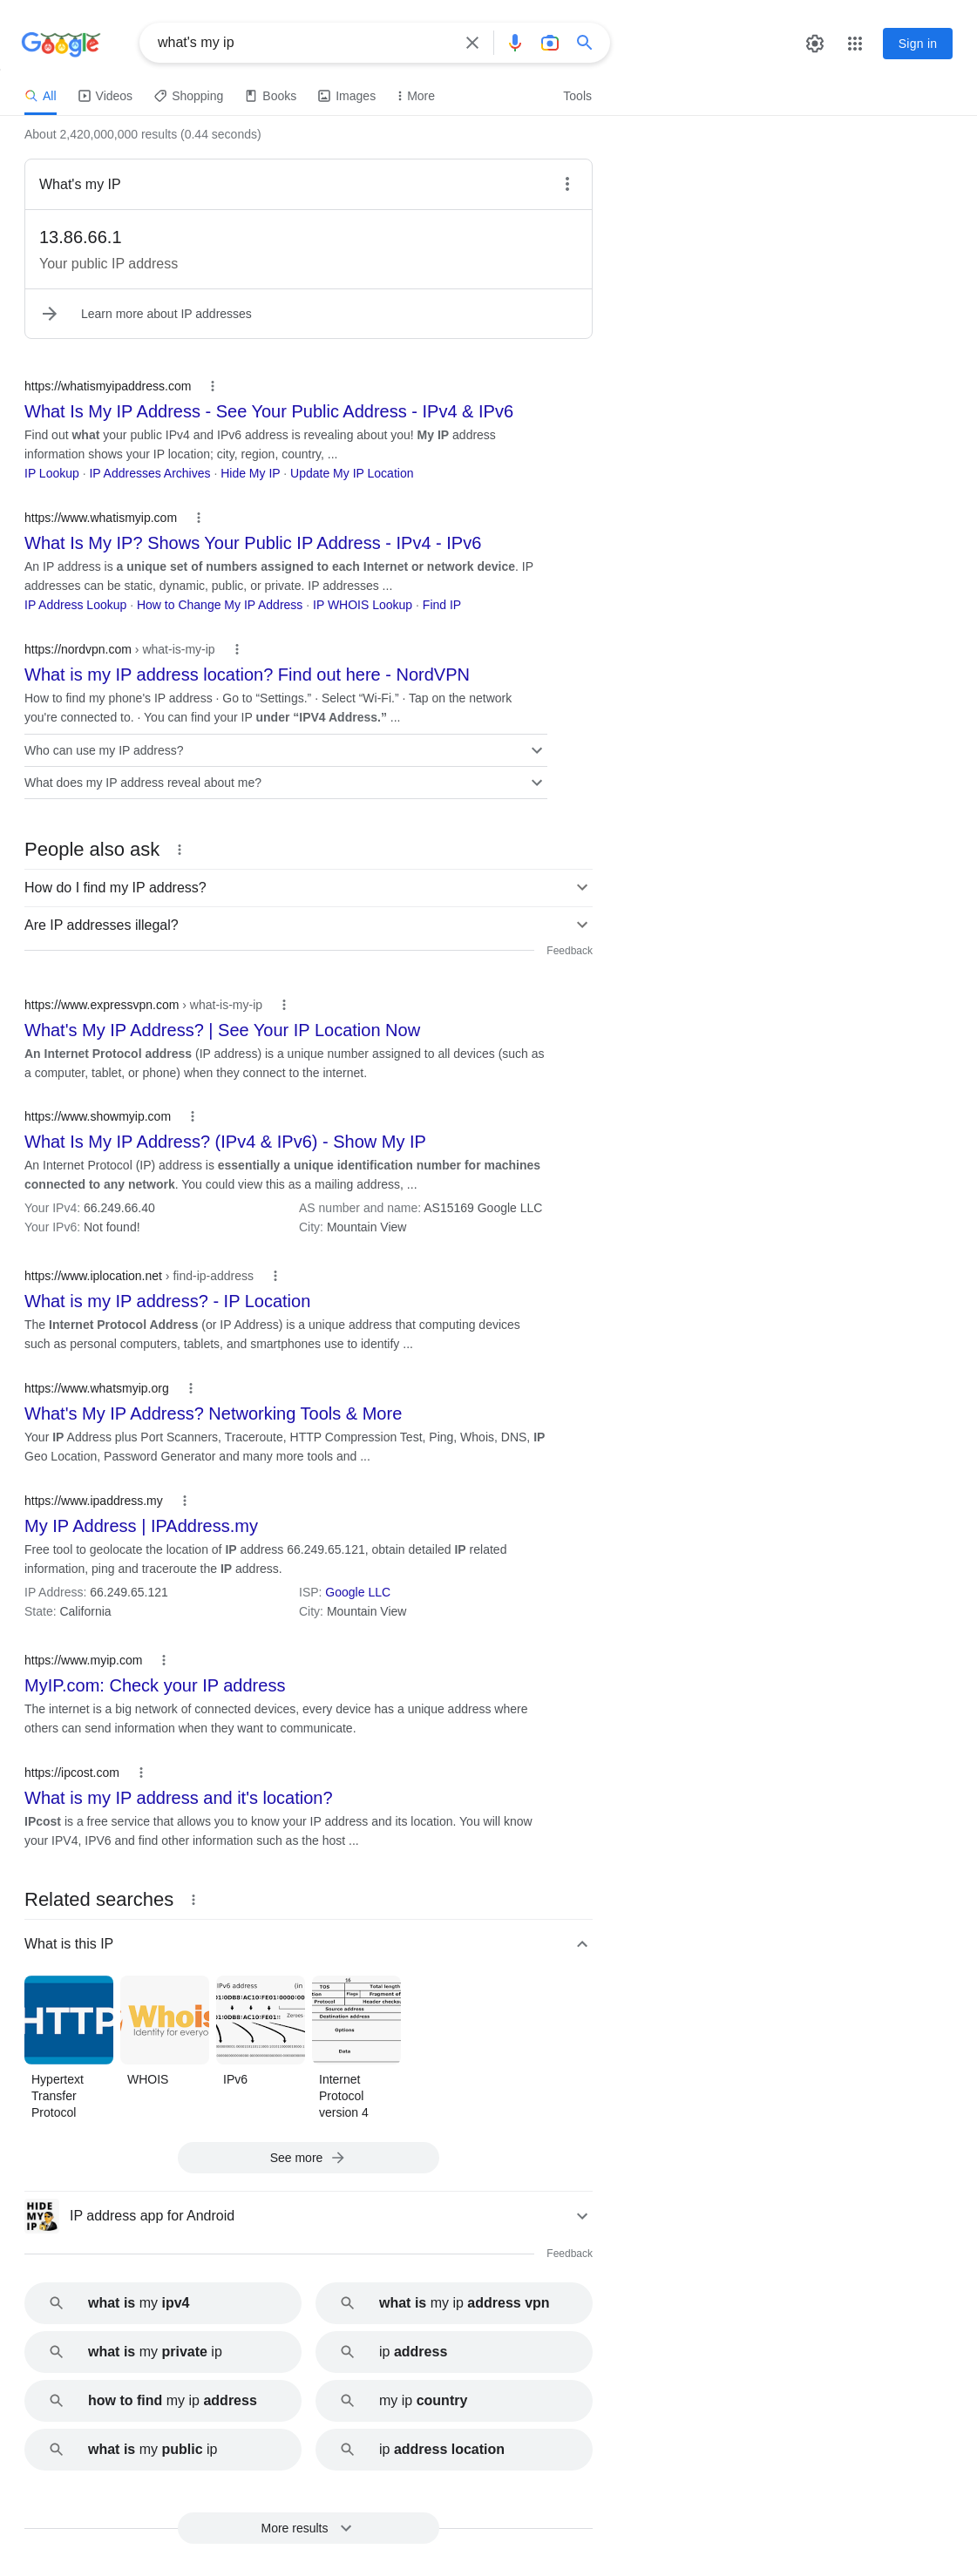 Google
what's my ip
Sign in
All
Videos
Shopping
Books
Images
More
Tools
About 2,420,000,000 results (0.44 seconds)
What's my IP
13.86.66.1
Your public IP address
Learn more about IP addresses
https://whatismyipaddress.com
What Is My IP Address - See Your Public Address - IPv4 & IPv6
Find out what your public IPv4 and IPv6 address is revealing about you! My IP address
information shows your IP location; city, region, country, ...
IP Lookup · IP Addresses Archives · Hide My IP · Update My IP Location
https://www.whatismyip.com
What Is My IP? Shows Your Public IP Address - IPv4 - IPv6
An IP address is a unique set of numbers assigned to each Internet or network device. IP
addresses can be static, dynamic, public, or private. IP addresses ...
IP Address Lookup · How to Change My IP Address · IP WHOIS Lookup · Find IP
https://nordvpn.com › what-is-my-ip
What is my IP address location? Find out here - NordVPN
How to find my phone's IP address · Go to “Settings.” · Select “Wi-Fi.” · Tap on the network
you're connected to. · You can find your IP under “IPV4 Address.” ...
Who can use my IP address?
What does my IP address reveal about me?
People also ask
How do I find my IP address?
Are IP addresses illegal?
Feedback
https://www.expressvpn.com › what-is-my-ip
What's My IP Address? | See Your IP Location Now
An Internet Protocol address (IP address) is a unique number assigned to all devices (such as
a computer, tablet, or phone) when they connect to the internet.
https://www.showmyip.com
What Is My IP Address? (IPv4 & IPv6) - Show My IP
An Internet Protocol (IP) address is essentially a unique identification number for machines
connected to any network. You could view this as a mailing address, ...
Your IPv4: 66.249.66.40
AS number and name: AS15169 Google LLC
Your IPv6: Not found!
City: Mountain View
https://www.iplocation.net › find-ip-address
What is my IP address? - IP Location
The Internet Protocol Address (or IP Address) is a unique address that computing devices
such as personal computers, tablets, and smartphones use to identify ...
https://www.whatsmyip.org
What's My IP Address? Networking Tools & More
Your IP Address plus Port Scanners, Traceroute, HTTP Compression Test, Ping, Whois, DNS, IP
Geo Location, Password Generator and many more tools and ...
https://www.ipaddress.my
My IP Address | IPAddress.my
Free tool to geolocate the location of IP address 66.249.65.121, obtain detailed IP related
information, ping and traceroute the IP address.
IP Address: 66.249.65.121
ISP: Google LLC
State: California
City: Mountain View
https://www.myip.com
MyIP.com: Check your IP address
The internet is a big network of connected devices, every device has a unique address where
others can send information when they want to communicate.
https://ipcost.com
What is my IP address and it's location?
IPcost is a free service that allows you to know your IP address and its location. You will know
your IPV4, IPV6 and find other information such as the host ...
Related searches
What is this IP
HTTP
Whois
Identity for everyo
IPv6 address (in
Zeroes
16
TOS Total length
Flags Fragment of
Protocol Header checks
Source address
Destination address
Options
Data
Hypertext
Transfer
Protocol
WHOIS
IPv6
Internet
Protocol
version 4
See more
HIDE
MY
IP
IP address app for Android
Feedback
what is my ipv4
what is my ip address vpn
what is my private ip
ip address
how to find my ip address
my ip country
what is my public ip
ip address location
More results